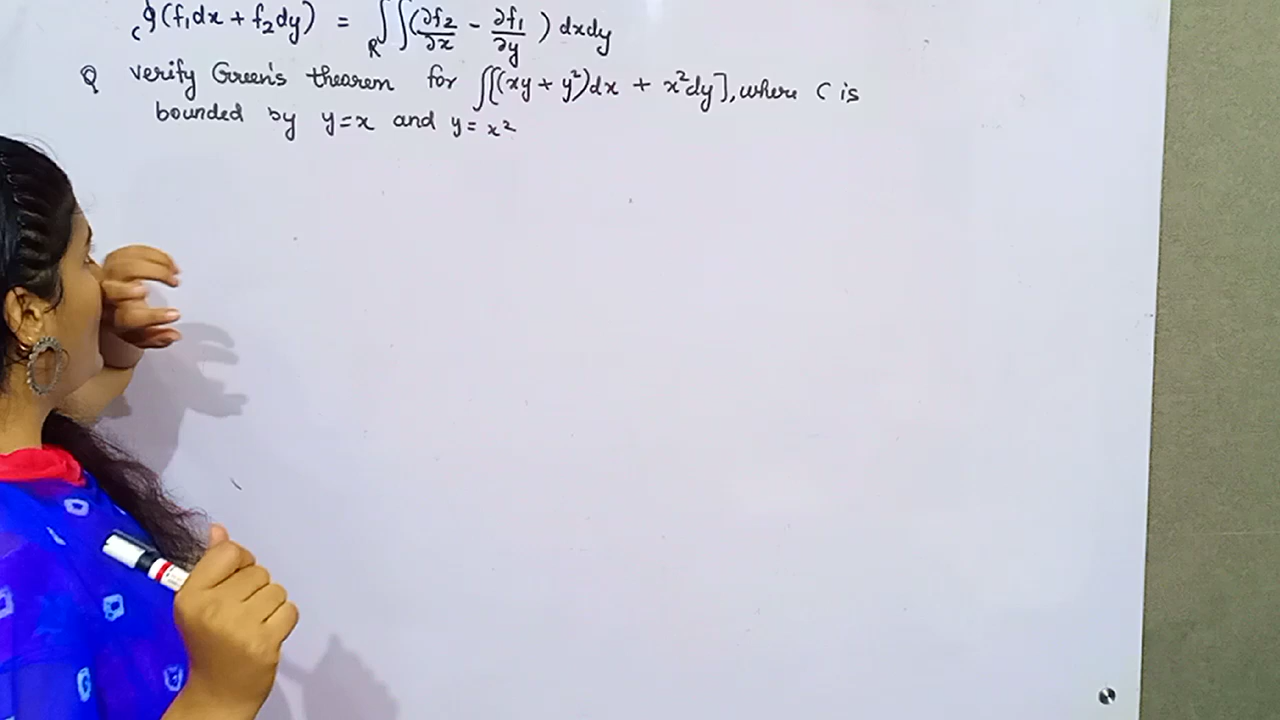 c∮(f₁dx + f₂dy) = R∫∫(∂f₂/∂x - ∂f₁/∂y) dxdy
Q verify Green's theorem for ∫[(xy + y²)dx + x²dy], where C is
bounded by y=x and y=x²